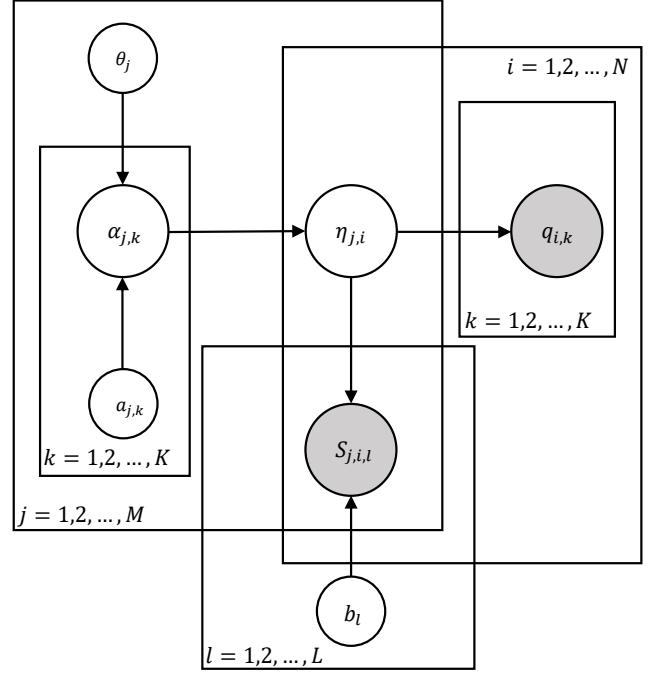 θ_j
i = 1,2, …, N
α_{j,k}
η_{j,i}
q_{i,k}
k = 1,2, …, K
a_{j,k}
S_{j,i,l}
k = 1,2, …, K
j = 1,2, …, M
b_l
l = 1,2, …, L